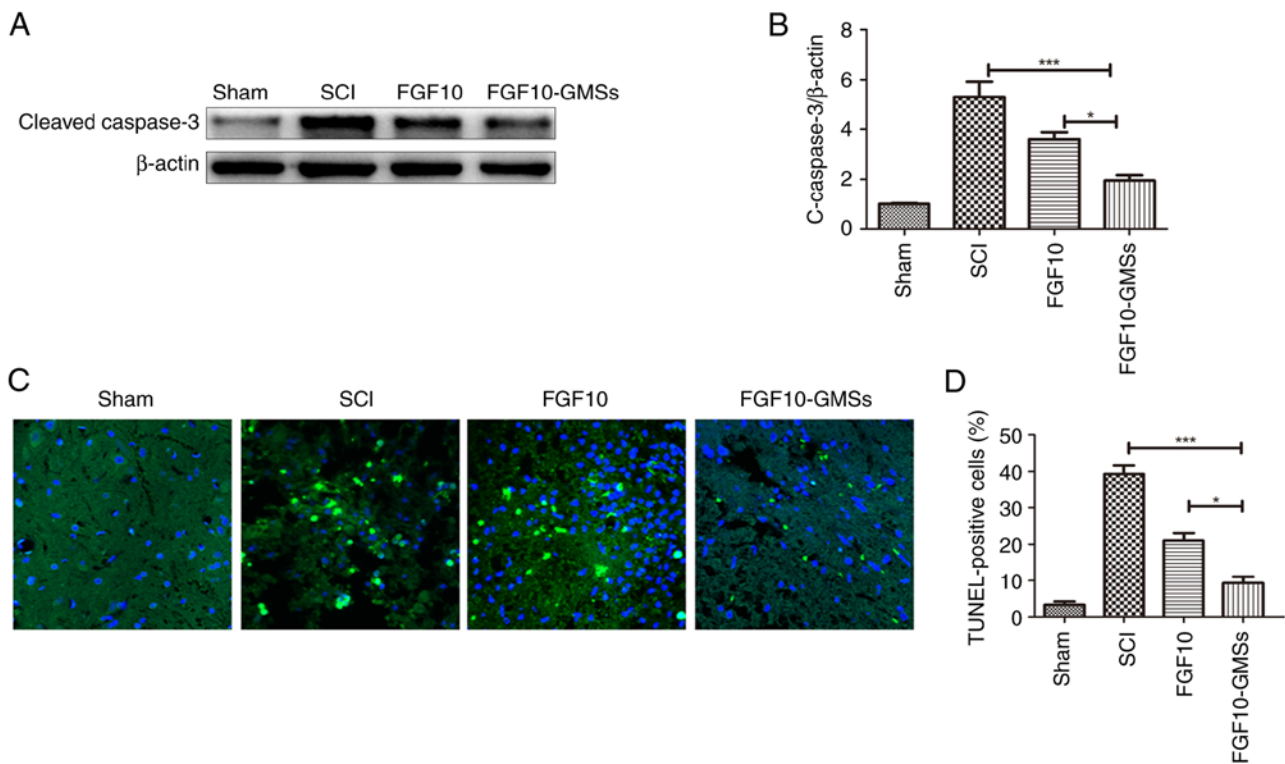 A
Sham SCI FGF10 FGF10-GMSs
Cleaved caspase-3
β-actin
B
C-caspase-3/β-actin
8
6
4
2
0
***
*
Sham
SCI
FGF10
FGF10-GMSs
C
Sham SCI FGF10 FGF10-GMSs
D
TUNEL-positive cells (%)
50
40
30
20
10
0
***
*
Sham
SCI
FGF10
FGF10-GMSs